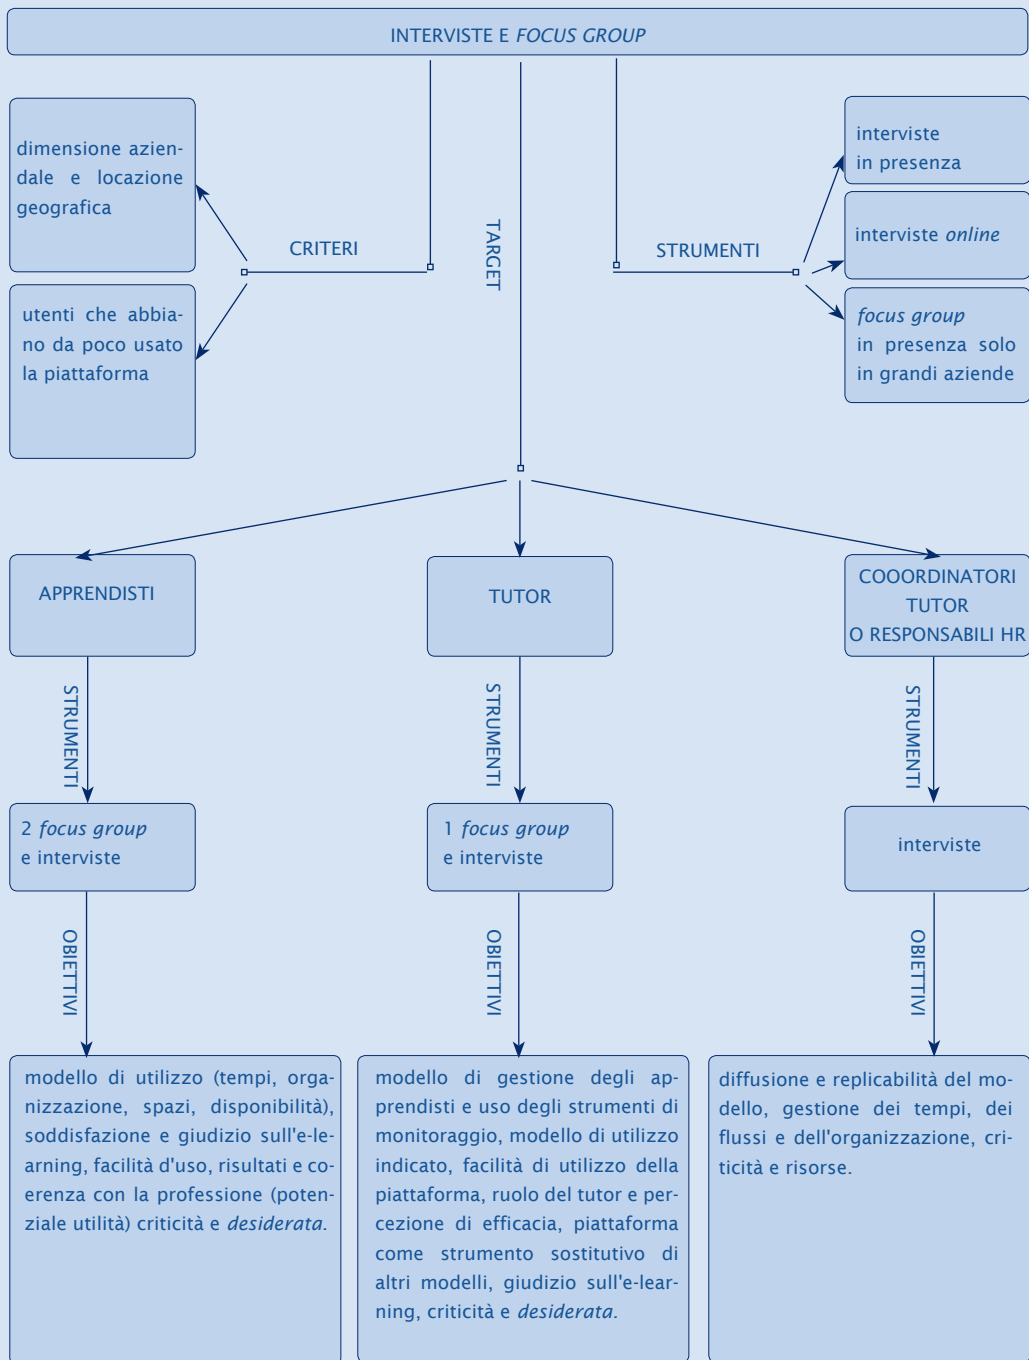 INTERVISTE E FOCUS GROUP
dimensione azien-
dale e locazione
geografica
utenti che abbia-
no da poco usato
la piattaforma
CRITERI
TARGET
STRUMENTI
interviste
in presenza
interviste online
focus group
in presenza solo
in grandi aziende
APPRENDISTI
TUTOR
COOORDINATORI
TUTOR
O RESPONSABILI HR
STRUMENTI
STRUMENTI
STRUMENTI
2 focus group
e interviste
1 focus group
e interviste
interviste
OBIETTIVI
OBIETTIVI
OBIETTIVI
modello di utilizzo (tempi, orga-
nizzazione, spazi, disponibilità),
soddisfazione e giudizio sull'e-le-
arning, facilità d'uso, risultati e co-
erenza con la professione (poten-
ziale utilità) criticità e desiderata.
modello di gestione degli ap-
prendisti e uso degli strumenti di
monitoraggio, modello di utilizzo
indicato, facilità di utilizzo della
piattaforma, ruolo del tutor e per-
cezione di efficacia, piattaforma
come strumento sostitutivo di
altri modelli, giudizio sull'e-lear-
ning, criticità e desiderata.
diffusione e replicabilità del mo-
dello, gestione dei tempi, dei
flussi e dell'organizzazione, cri-
ticità e risorse.